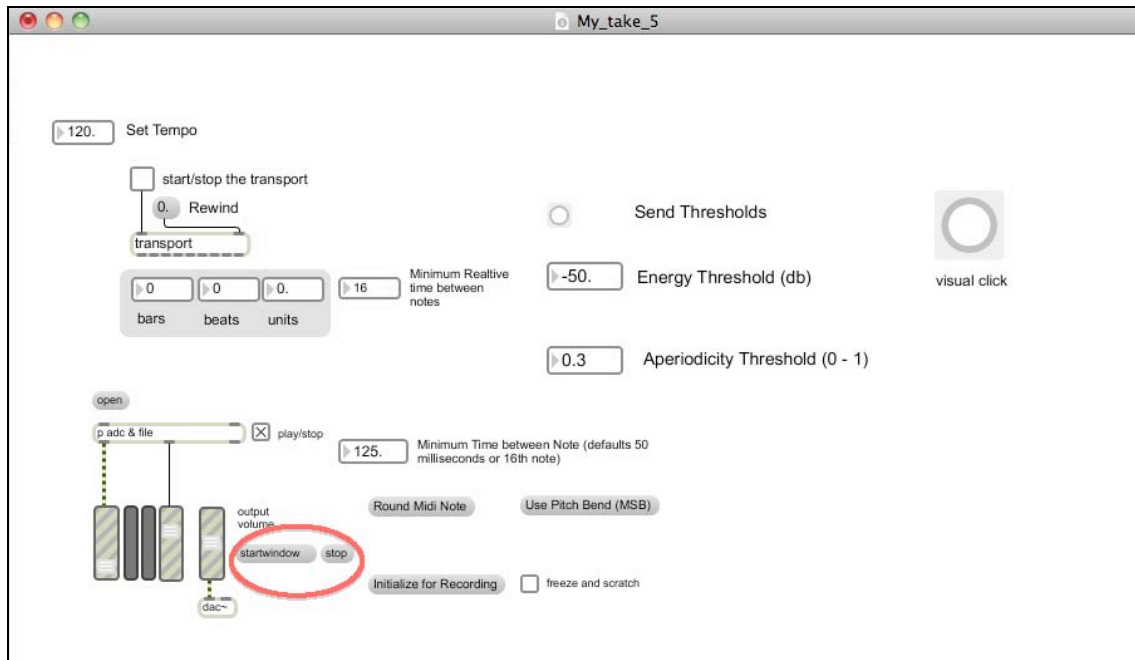 My_take_5
120.
Set Tempo
start/stop the transport
0.
Rewind
transport
Send Thresholds
0
0
0.
16
Minimum Realtive
time between
notes
-50.
Energy Threshold (db)
visual click
bars
beats
units
0.3
Aperiodicity Threshold (0 - 1)
open
p adc & file
play/stop
125.
Minimum Time between Note (defaults 50
milliseconds or 16th note)
output
volume
Round Midi Note
Use Pitch Bend (MSB)
startwindow
stop
Initialize for Recording
freeze and scratch
dac~